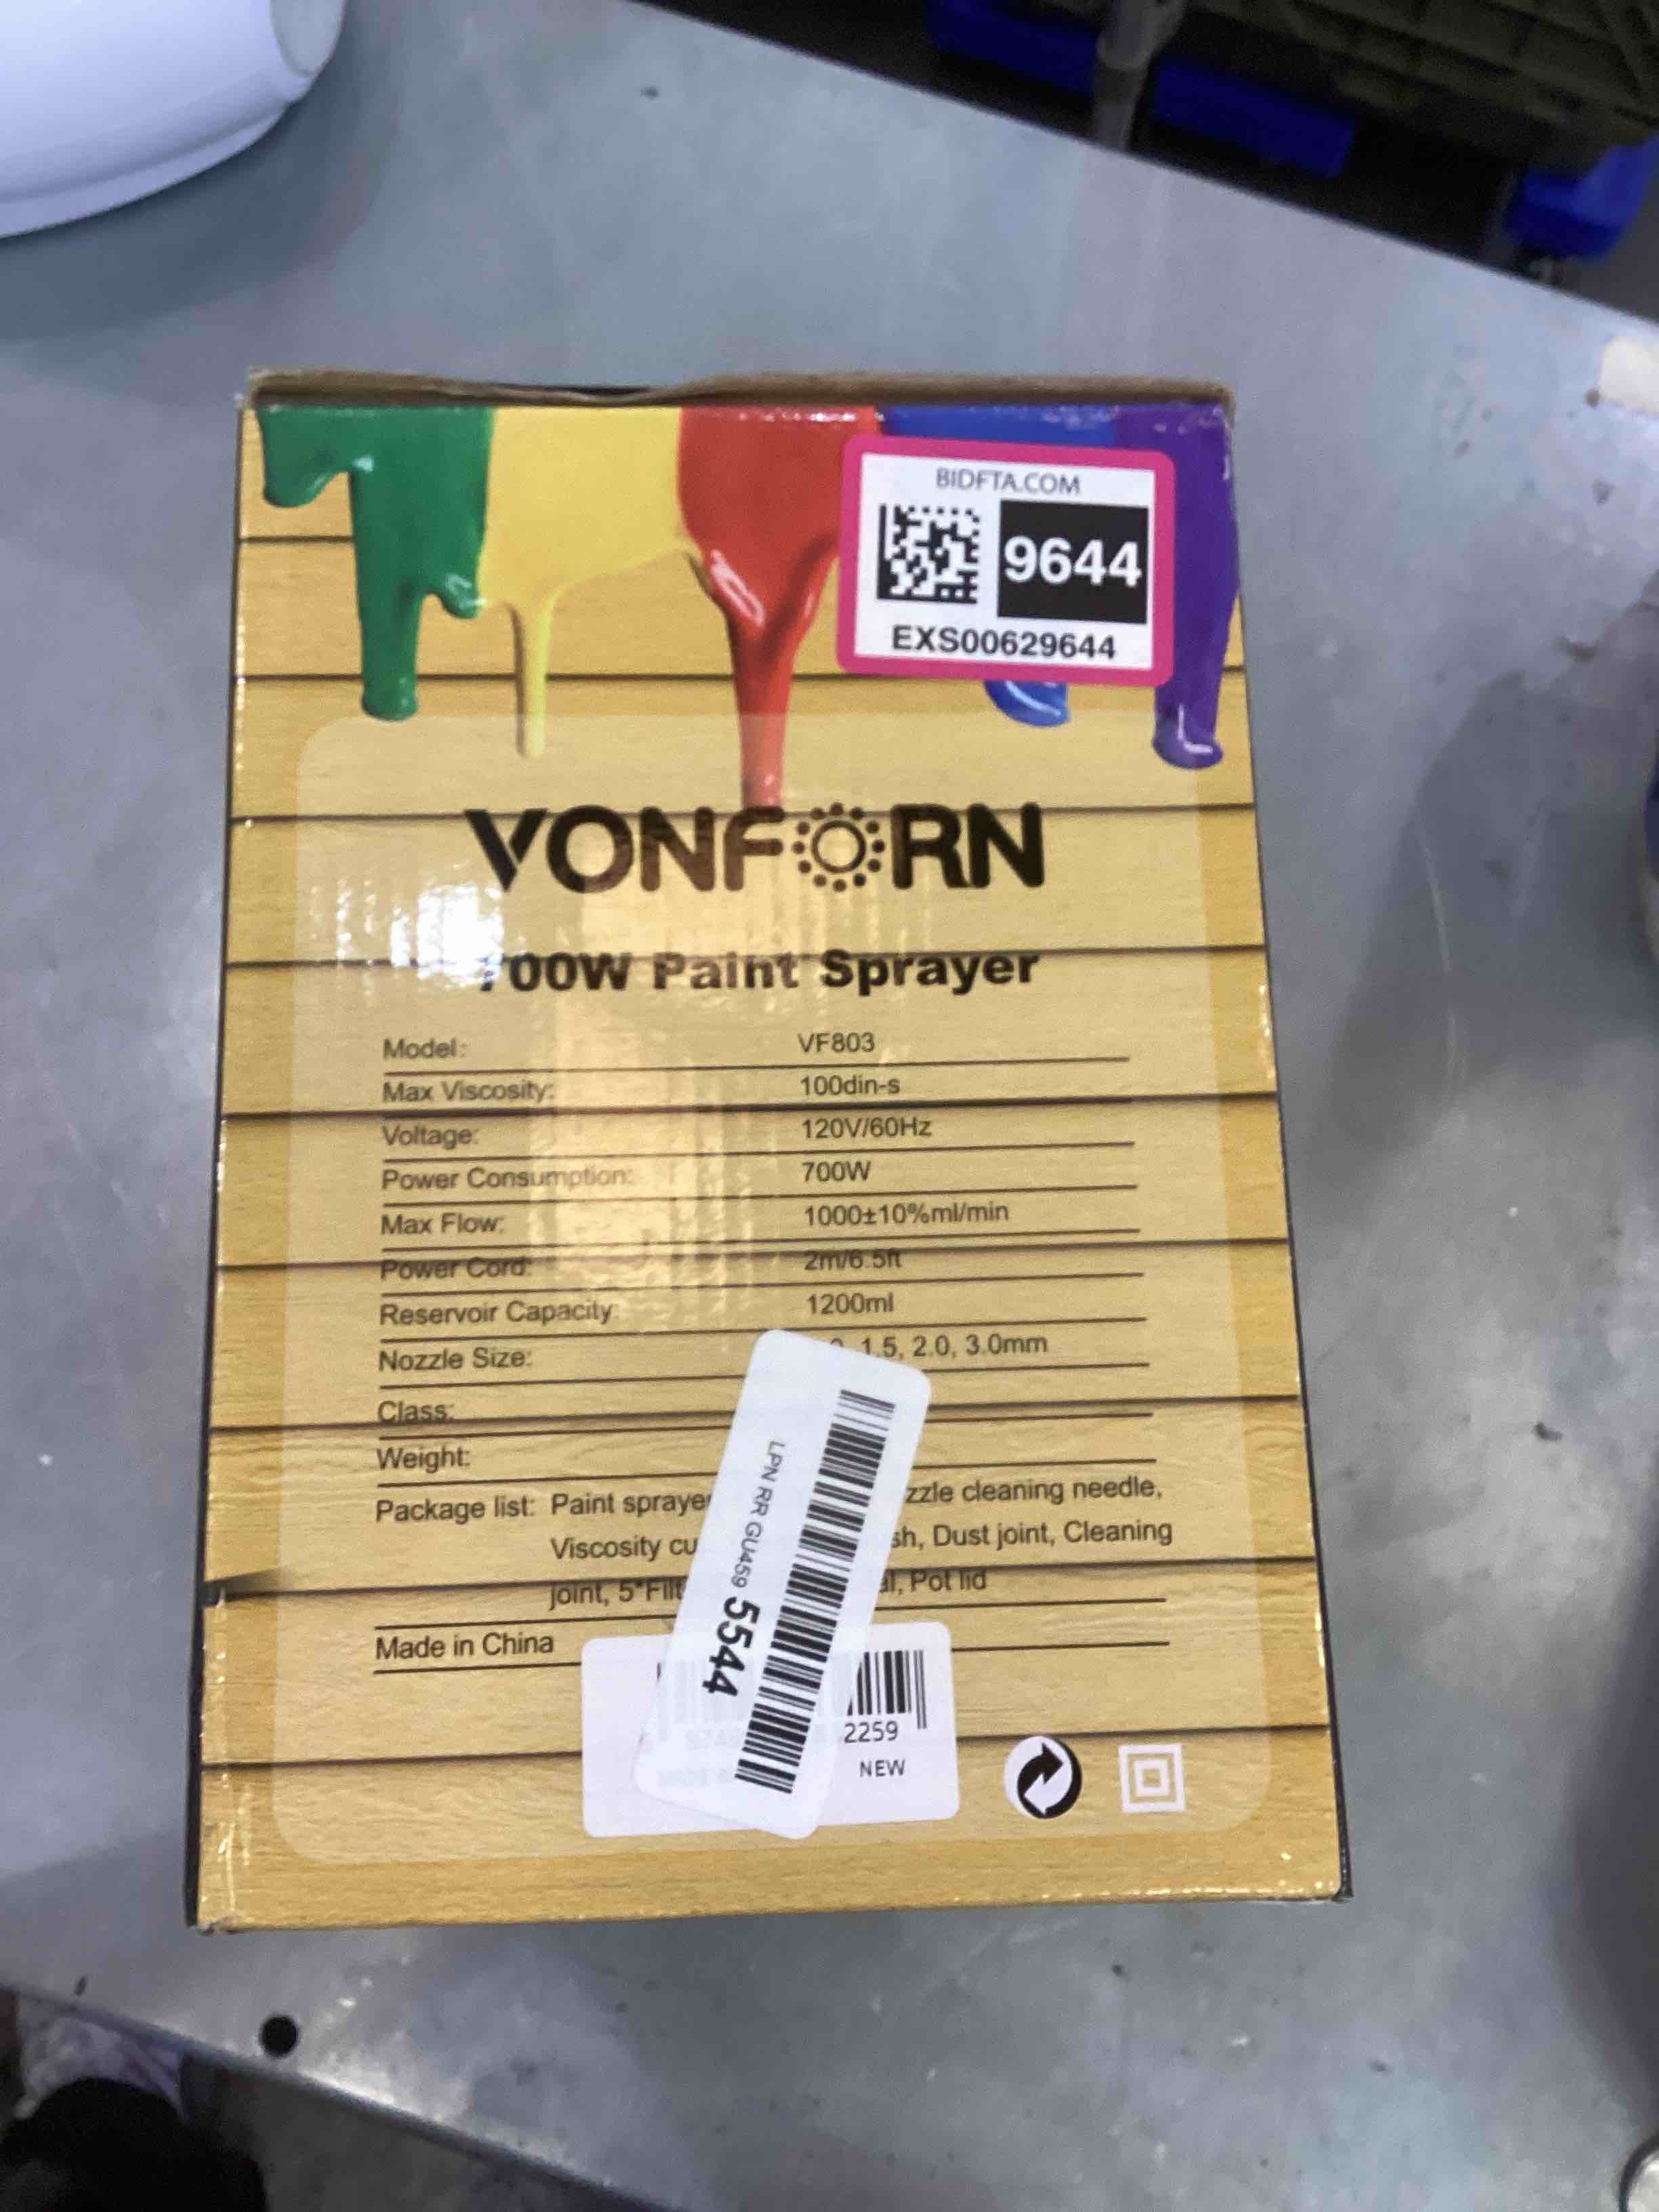 BIDFTA.COM
9644
EXS00629644
VONFORN
700W Paint Sprayer
Model: VF803
Max Viscosity: 100din-s
Voltage: 120V/60Hz
Power Consumption: 700W
Max Flow: 1000±10%ml/min
Power Cord: 2m/6.5ft
Reservoir Capacity: 1200ml
Nozzle Size: 1.5, 2.0, 3.0mm
Class:
Weight:
Package list: Paint sprayer cleaning needle,
Viscosity Dust joint, Cleaning
joint, Pot lid
Made in China
LPN RR GU459 5544
2259
NEW